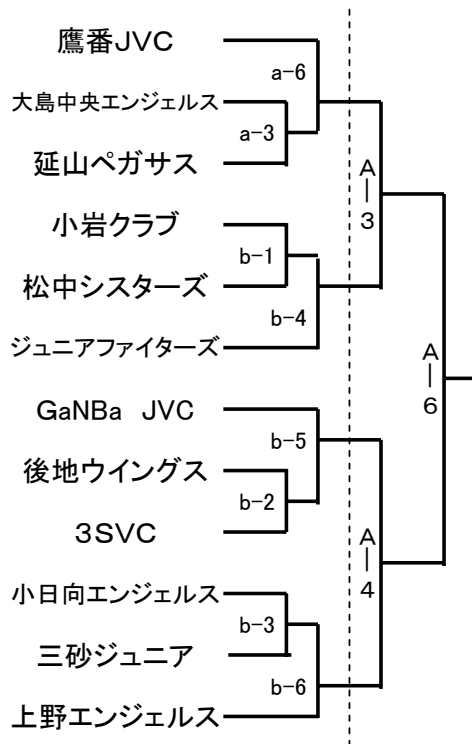 鷹番JVC
a-6
大島中央エンジェルス
a-3
延山ペガサス
A-3
小岩クラブ
b-1
松中シスターズ
b-4
ジュニアファイターズ
A-6
GaNBa JVC
b-5
後地ウイングス
b-2
3SVC
A-4
小日向エンジェルス
b-3
三砂ジュニア
b-6
上野エンジェルス